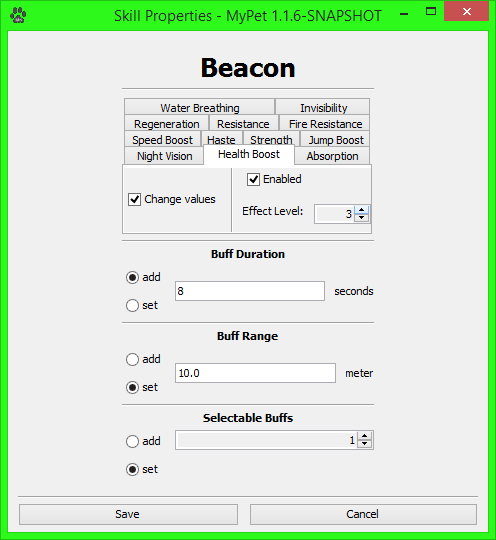 Skill Properties - MyPet 1.1.6-SNAPSHOT
Beacon
Water Breathing Invisibility
Regeneration Resistance Fire Resistance
Speed Boost Haste Strength Jump Boost
Night Vision Health Boost Absorption
Enabled
Change values
Effect Level: 3
Buff Duration
add
8 seconds
set
Buff Range
add
10.0 meter
set
Selectable Buffs
add 1
set
Save Cancel